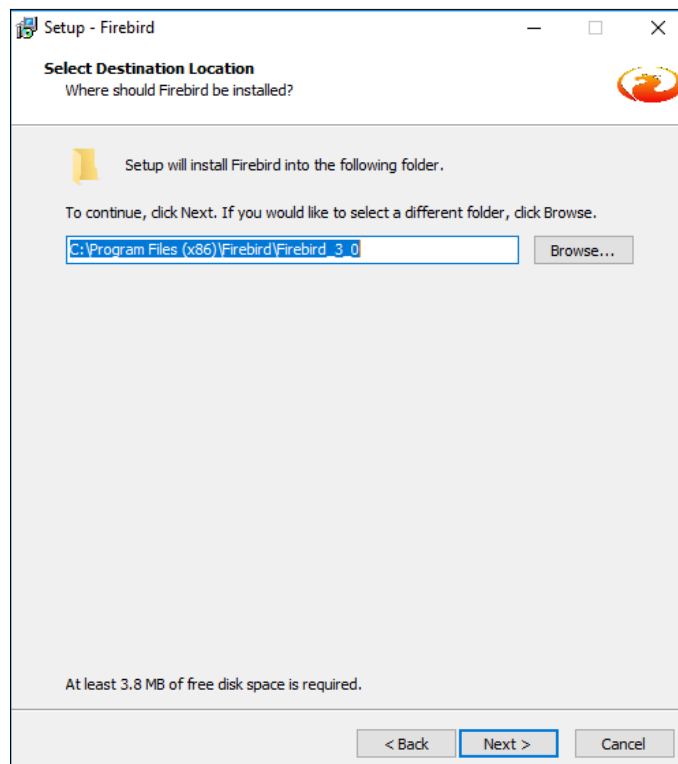 Setup - Firebird
Select Destination Location
Where should Firebird be installed?
Setup will install Firebird into the following folder.
To continue, click Next. If you would like to select a different folder, click Browse.
C:\Program Files (x86)\Firebird\Firebird_3_0
Browse...
At least 3.8 MB of free disk space is required.
< Back
Next >
Cancel